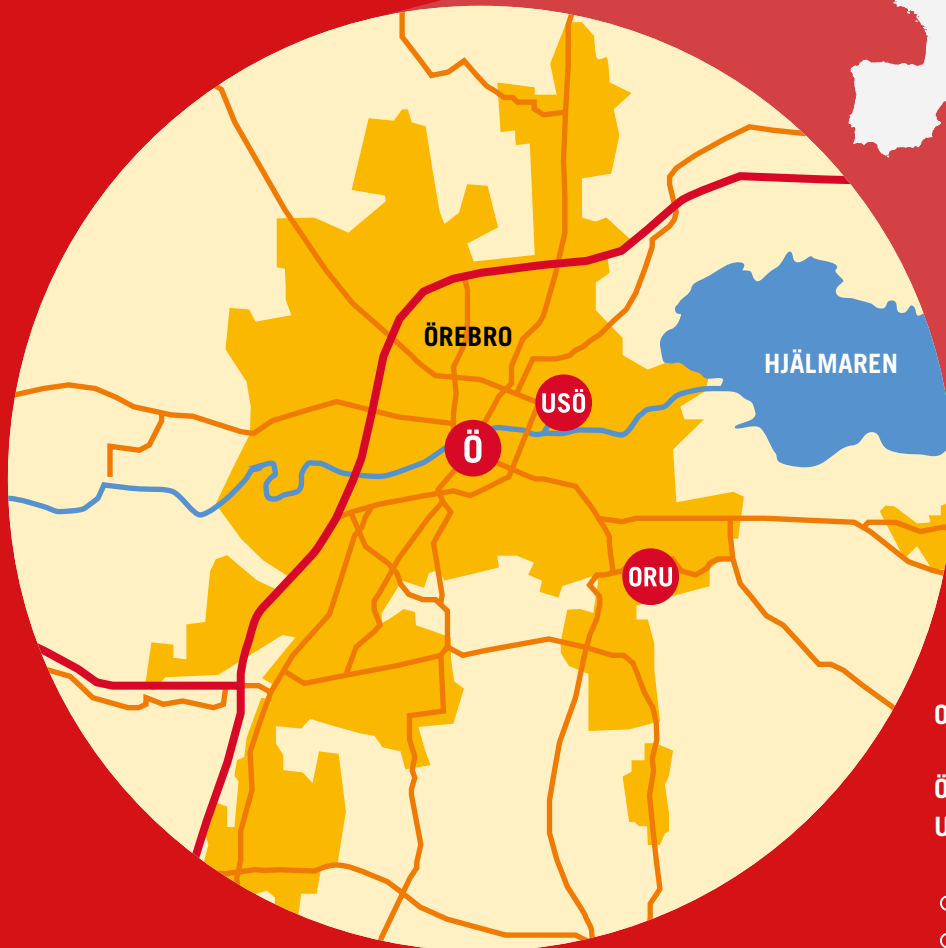 ÖREBRO
HJÄLMAREN
USÖ
Ö
ORU
O
Ö
U